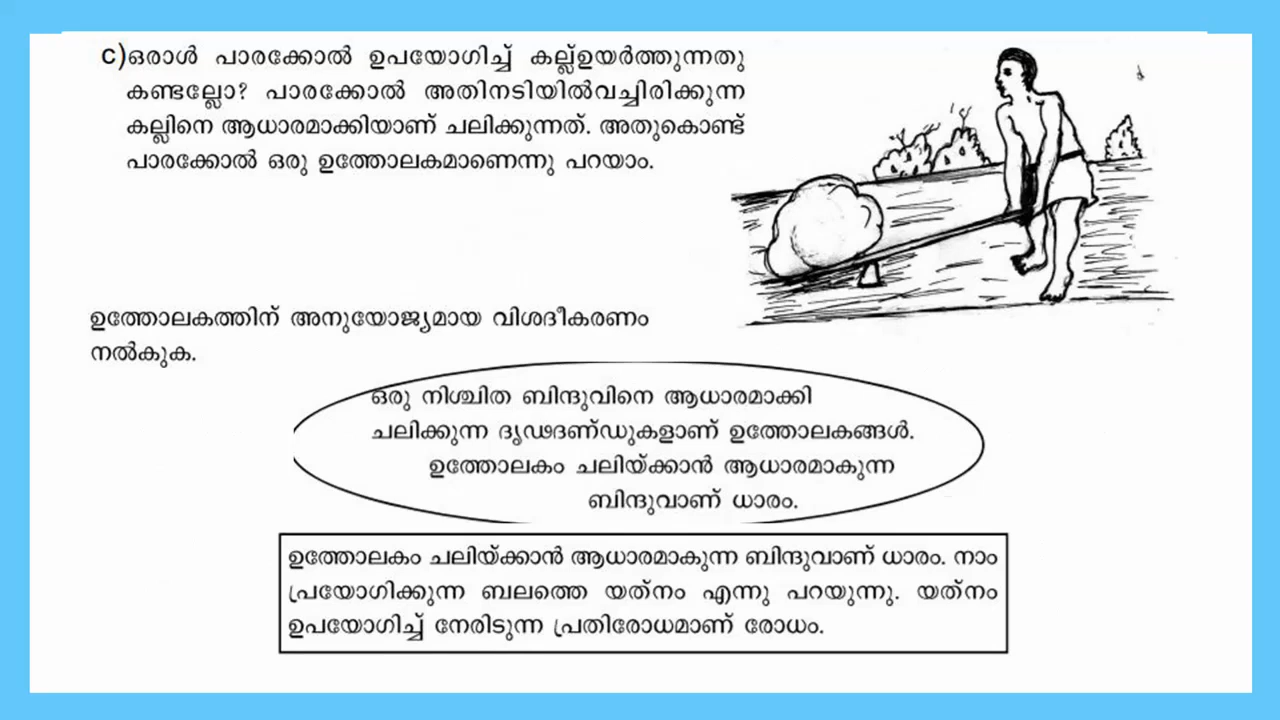 c)ഒരാൾ പാരക്കോൽ ഉപയോഗിച്ച് കല്ല്ഉയർത്തുന്നതു
കണ്ടല്ലോ? പാരക്കോൽ അതിനടിയിൽവച്ചിരിക്കുന്ന
കല്ലിനെ ആധാരമാക്കിയാണ് ചലിക്കുന്നത്. അതുകൊണ്ട്
പാരക്കോൽ ഒരു ഉത്തോലകമാണെന്നു പറയാം.
ഉത്തോലകത്തിന് അനുയോജ്യമായ വിശദീകരണം
നൽകുക.
ഒരു നിശ്ചിത ബിന്ദുവിനെ ആധാരമാക്കി
ചലിക്കുന്ന ദൃഢദണ്ഡുകളാണ് ഉത്തോലകങ്ങൾ.
ഉത്തോലകം ചലിയ്ക്കാൻ ആധാരമാകുന്ന
ബിന്ദുവാണ് ധാരം.
ഉത്തോലകം ചലിയ്ക്കാൻ ആധാരമാകുന്ന ബിന്ദുവാണ് ധാരം. നാം
പ്രയോഗിക്കുന്ന ബലത്തെ യത്നം എന്നു പറയുന്നു. യത്നം
ഉപയോഗിച്ച് നേരിടുന്ന പ്രതിരോധമാണ് രോധം.